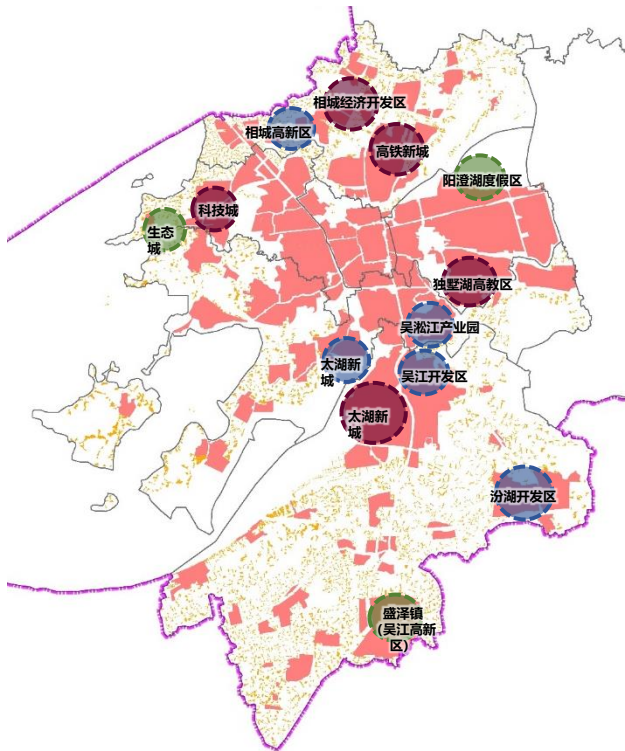 相城经济开发区
相城高新区
高铁新城
阳澄湖度假区
科技城
生态
城
独墅湖高教区
吴淞江产业园
太湖新
城
吴江开发区
太湖新
城
汾湖开发区
盛泽镇
(吴江高新
区)